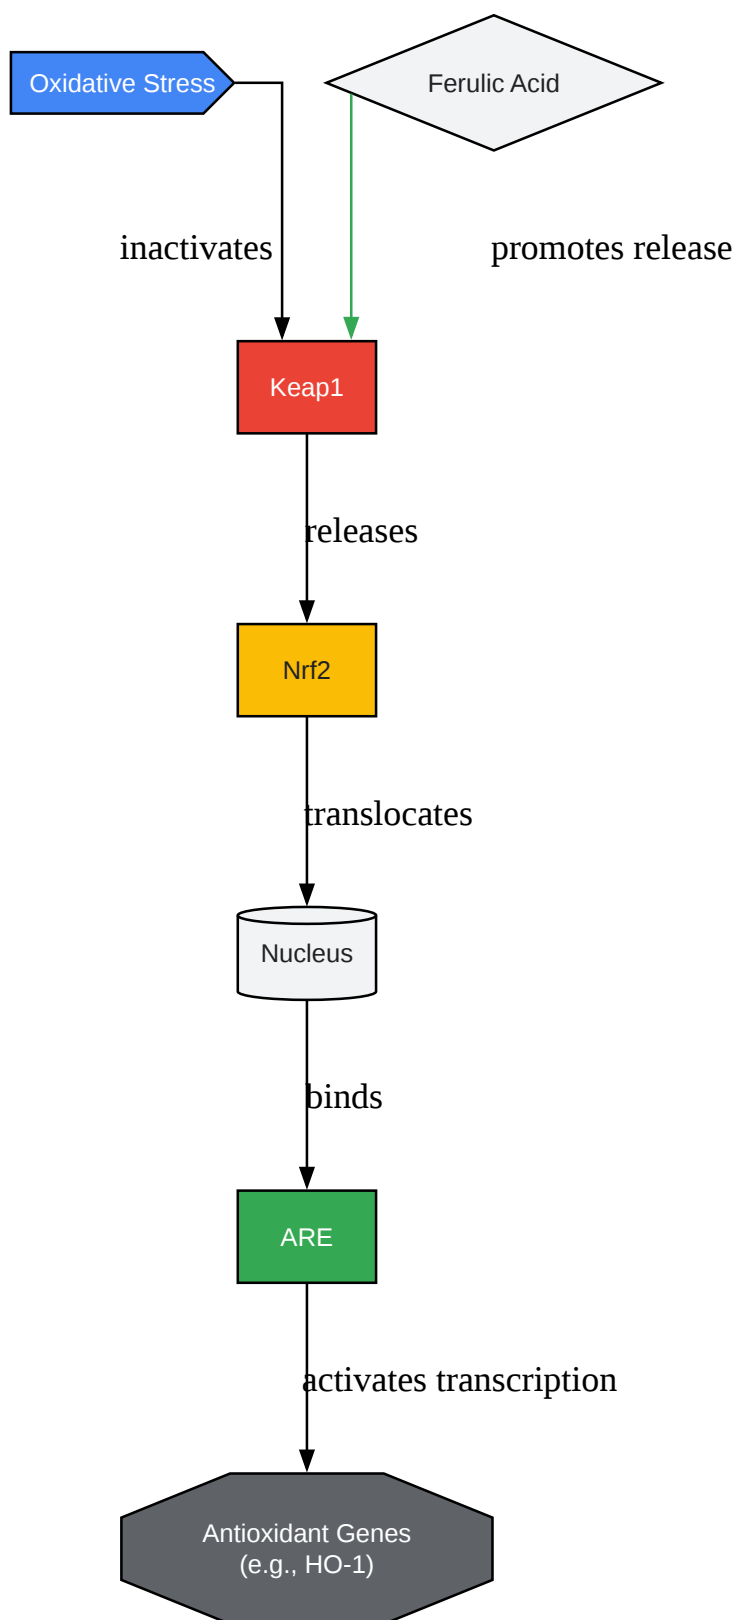 Oxidative Stress
Ferulic Acid
inactivates
promotes release
Keap1
releases
Nrf2
translocates
Nucleus
binds
ARE
activates transcription
Antioxidant Genes
(e.g., HO-1)